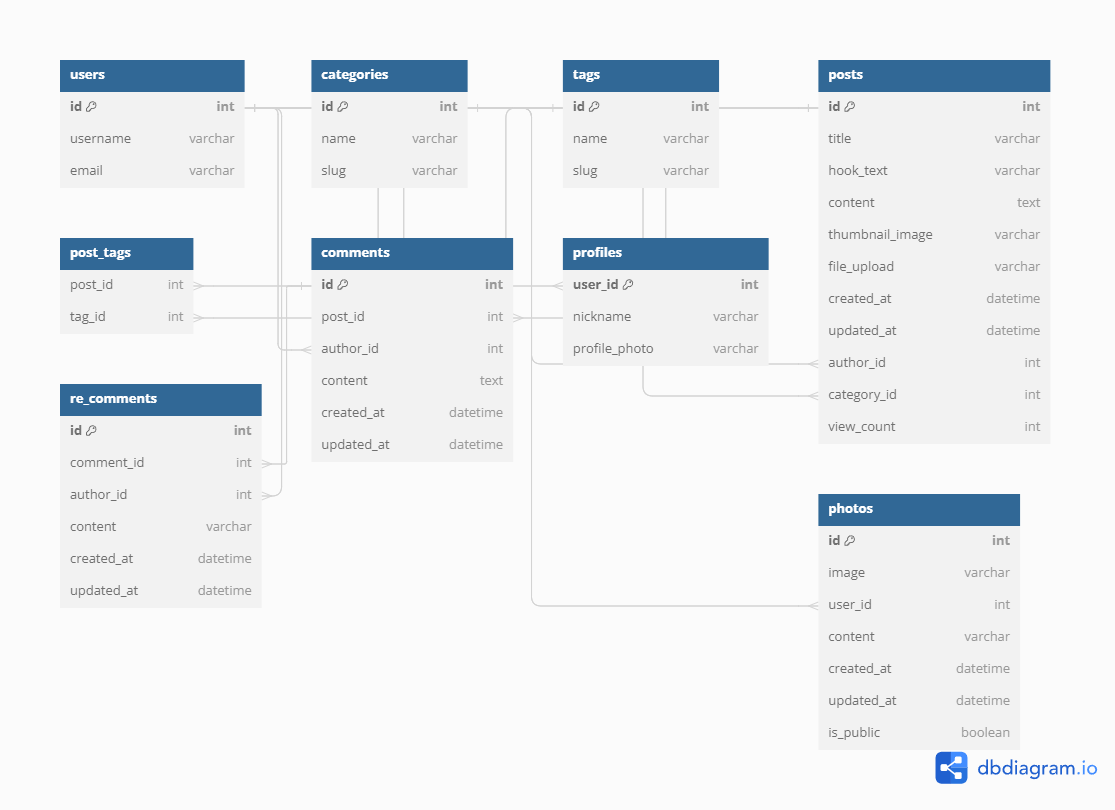 users
id int
username varchar
email varchar
categories
id int
name varchar
slug varchar
tags
id int
name varchar
slug varchar
posts
id int
title varchar
hook_text varchar
content text
thumbnail_image varchar
file_upload varchar
created_at datetime
updated_at datetime
author_id int
category_id int
view_count int
post_tags
post_id int
tag_id int
comments
id int
post_id int
author_id int
content text
created_at datetime
updated_at datetime
profiles
user_id int
nickname varchar
profile_photo varchar
re_comments
id int
comment_id int
author_id int
content varchar
created_at datetime
updated_at datetime
photos
id int
image varchar
user_id int
content varchar
created_at datetime
updated_at datetime
is_public boolean
dbdiagram.io